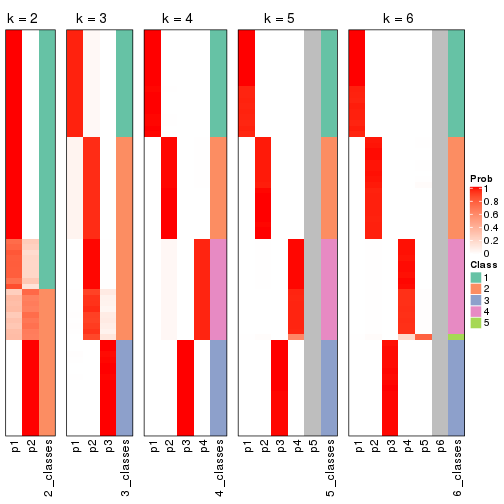 k = 2
k = 3
k = 4
k = 5
k = 6
p1
p2
2_classes
p1
p2
p3
3_classes
p1
p2
p3
p4
4_classes
p1
p2
p3
p4
p5
5_classes
p1
p2
p3
p4
p5
p6
6_classes
Prob
1
0.8
0.6
0.4
0.2
0
Class
1
2
3
4
5